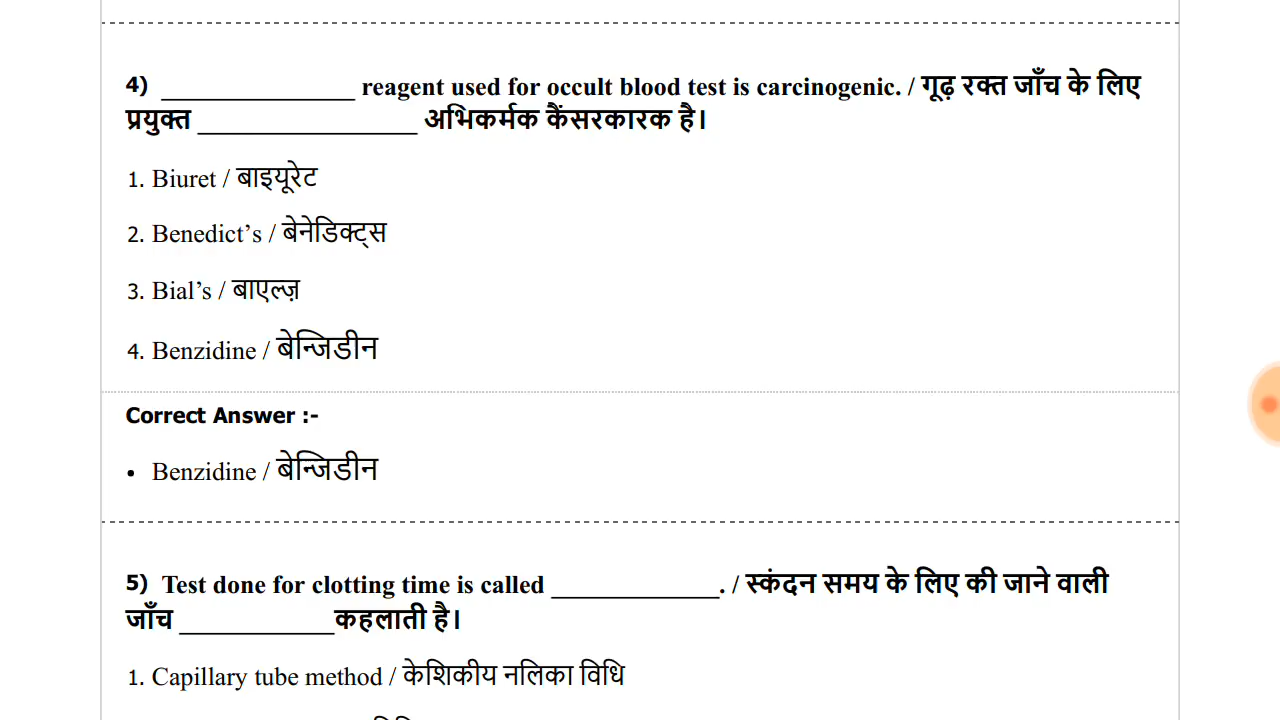 4) _______________ reagent used for occult blood test is carcinogenic. / गूढ़ रक्त जाँच के लिए
प्रयुक्त _________________ अभिकर्मक कैंसरकारक है।
1. Biuret / बाइयूरेट
2. Benedict’s / बेनेडिक्ट्स
3. Bial’s / बाएल्ज़
4. Benzidine / बेन्जिडीन
Correct Answer :-
• Benzidine / बेन्जिडीन
5) Test done for clotting time is called _____________. / स्कंदन समय के लिए की जाने वाली
जाँच ____________कहलाती है।
1. Capillary tube method / केशिकीय नलिका विधि